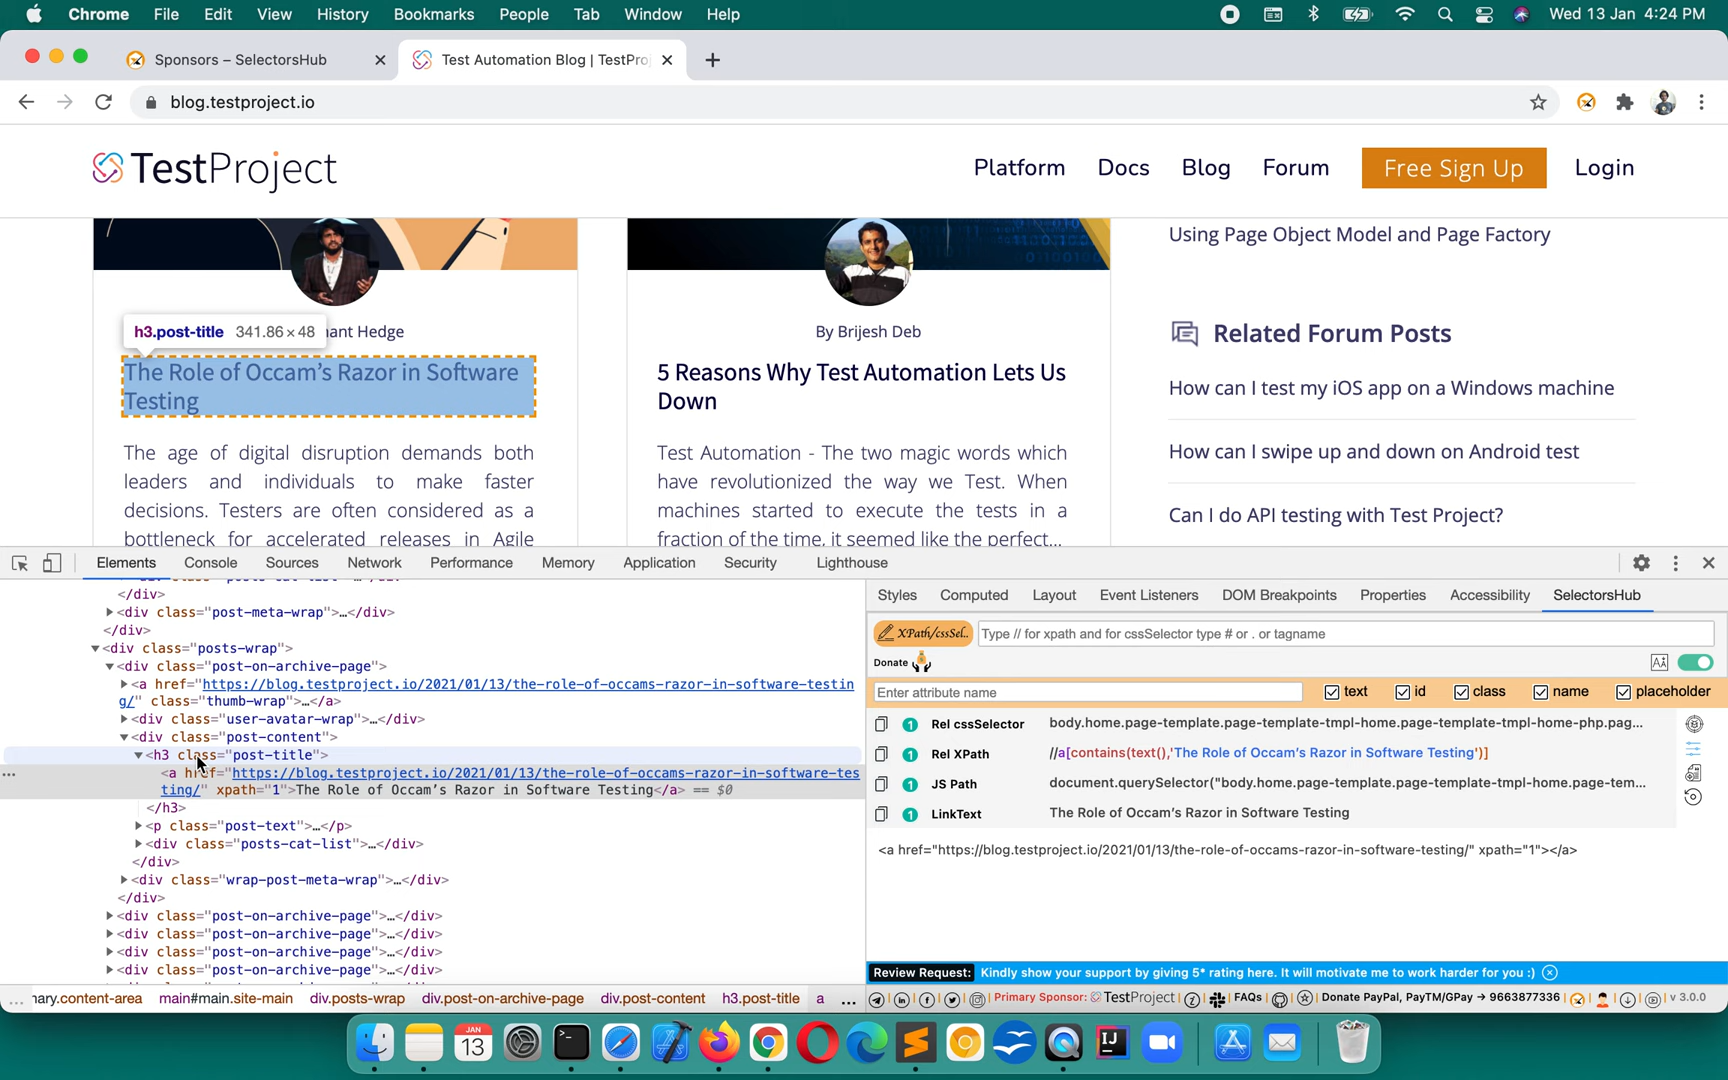 Chrome File Edit View History Bookmarks People Tab Window Help Wed 13 Jan 4:24 PM
Sponsors – SelectorsHub Test Automation Blog | TestPro
blog.testproject.io
TestProject Platform Docs Blog Forum Free Sign Up Login
Using Page Object Model and Page Factory
Related Forum Posts
How can I test my iOS app on a Windows machine
How can I swipe up and down on Android test
Can I do API testing with Test Project?
h3.post-title 341.86×48 Hedge
The Role of Occam’s Razor in Software
Testing
The age of digital disruption demands both
leaders and individuals to make faster
decisions. Testers are often considered as a
bottleneck for accelerated releases in Agile
By Brijesh Deb
5 Reasons Why Test Automation Lets Us
Down
Test Automation - The two magic words which
have revolutionized the way we Test. When
machines started to execute the tests in a
fraction of the time, it seemed like the perfect...
Elements Console Sources Network Performance Memory Application Security Lighthouse
</div>
<div class="post-meta-wrap">…</div>
</div>
<div class="posts-wrap">
<div class="post-on-archive-page">
<a href="https://blog.testproject.io/2021/01/13/the-role-of-occams-razor-in-software-testin
g/" class="thumb-wrap">…</a>
<div class="user-avatar-wrap">…</div>
<div class="post-content">
<h3 class="post-title">
<a href="https://blog.testproject.io/2021/01/13/the-role-of-occams-razor-in-software-tes
ting/" xpath="1">The Role of Occam’s Razor in Software Testing</a> == $0
</h3>
<p class="post-text">…</p>
<div class="posts-cat-list">…</div>
</div>
<div class="wrap-post-meta-wrap">…</div>
</div>
<div class="post-on-archive-page">…</div>
<div class="post-on-archive-page">…</div>
<div class="post-on-archive-page">…</div>
<div class="post-on-archive-page">…</div>
... nary.content-area main#main.site-main div.posts-wrap div.post-on-archive-page div.post-content h3.post-title a ...
Styles Computed Layout Event Listeners DOM Breakpoints Properties Accessibility SelectorsHub
XPath/cssSel.. Type // for xpath and for cssSelector type # or . or tagname
Donate
Enter attribute name text id class name placeholder
1 Rel cssSelector body.home.page-template.page-template-tmpl-home.page-template-tmpl-home-php.pag...
1 Rel XPath //a[contains(text(),'The Role of Occam’s Razor in Software Testing')]
1 JS Path document.querySelector("body.home.page-template.page-template-tmpl-home.page-tem...
1 LinkText The Role of Occam’s Razor in Software Testing
<a href="https://blog.testproject.io/2021/01/13/the-role-of-occams-razor-in-software-testing/" xpath="1"></a>
Review Request: Kindly show your support by giving 5* rating here. It will motivate me to work harder for you :)
Primary Sponsor: TestProject FAQs Donate PayPal, PayTM/GPay → 9663877336 v 3.0.0
JAN
13
IJ